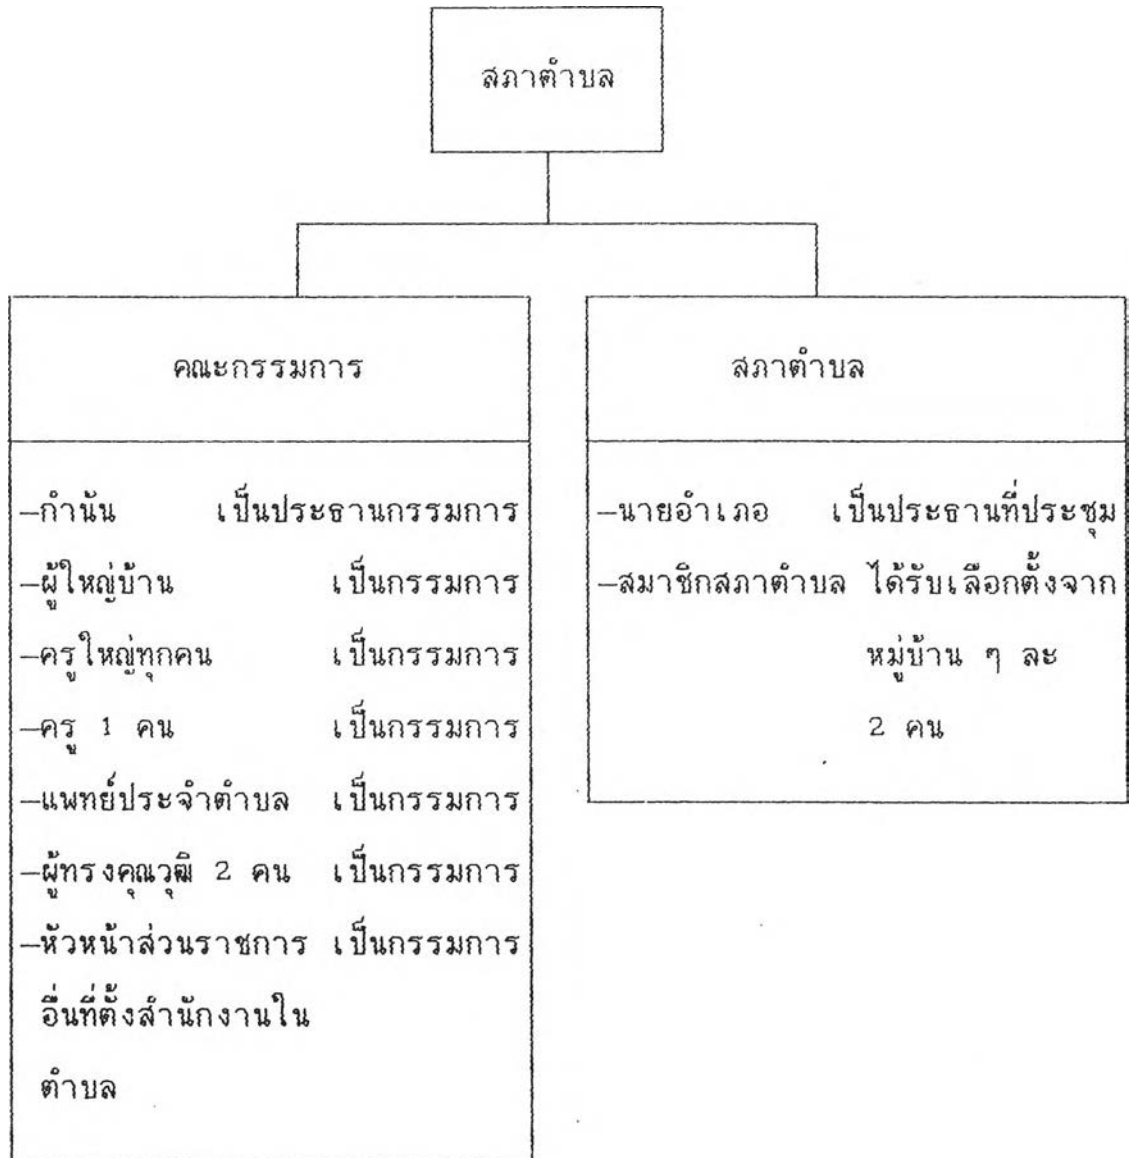 สภาตำบล
คณะกรรมการ
-กำนัน เป็นประธานกรรมการ
-ผู้ใหญ่บ้าน เป็นกรรมการ
-ครูใหญ่ทุกคน เป็นกรรมการ
-ครู 1 คน เป็นกรรมการ
-แพทย์ประจำตำบล เป็นกรรมการ
-ผู้ทรงคุณวุฒิ 2 คน เป็นกรรมการ
-หัวหน้าส่วนราชการ เป็นกรรมการ
อื่นที่ตั้งสำนักงานใน
ตำบล
สภาตำบล
-นายอำเภอ เป็นประธานที่ประชุม
-สมาชิกสภาตำบล ได้รับเลือกตั้งจาก
หมู่บ้าน ๆ ละ
2 คน